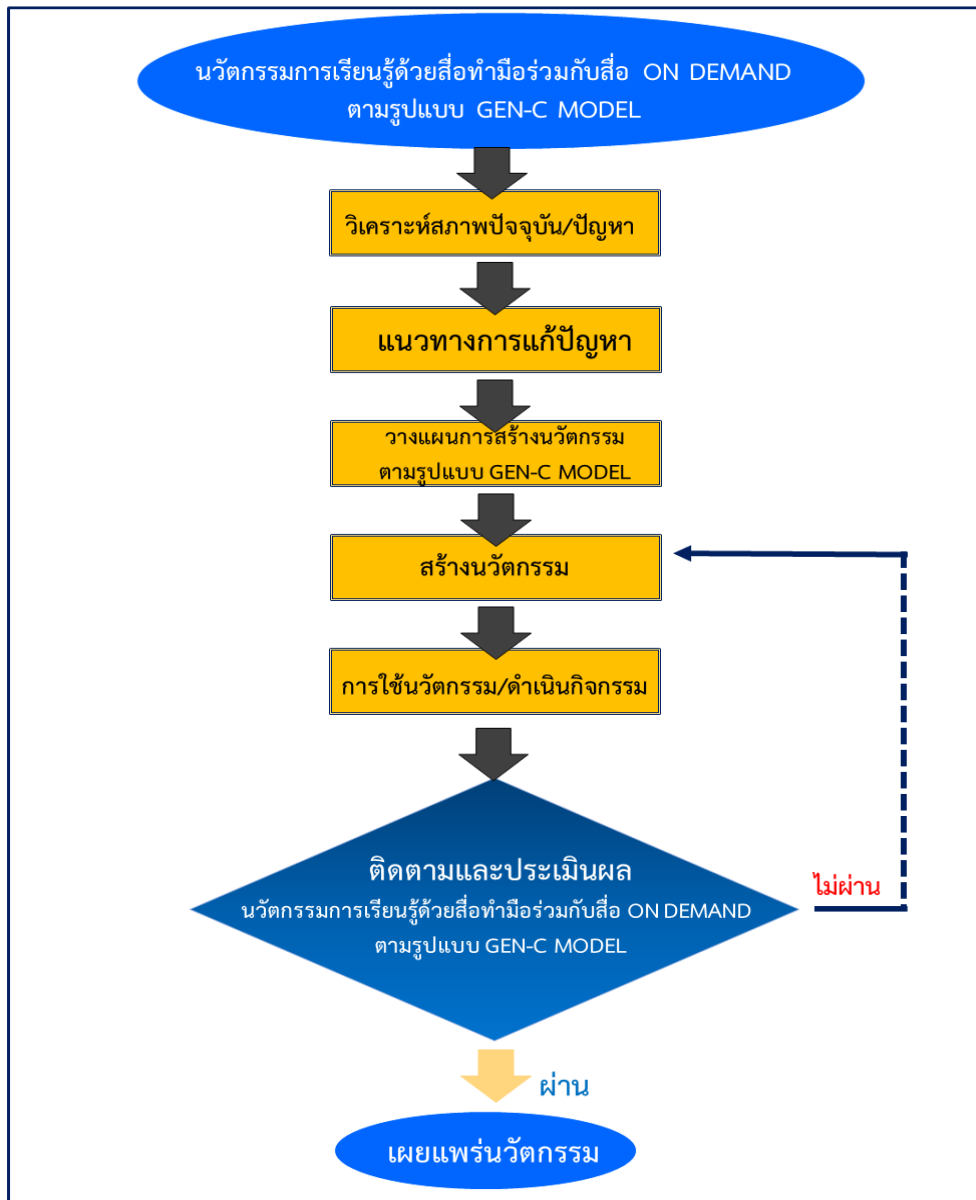 นวัตกรรมการเรียนรู้ด้วยสื่อทำมือร่วมกับสื่อ ON DEMAND
ตามรูปแบบ GEN-C MODEL
วิเคราะห์สภาพปัจจุบัน/ปัญหา
แนวทางการแก้ปัญหา
วางแผนการสร้างนวัตกรรม
ตามรูปแบบ GEN-C MODEL
สร้างนวัตกรรม
การใช้นวัตกรรม/ดำเนินกิจกรรม
ติดตามและประเมินผล
นวัตกรรมการเรียนรู้ด้วยสื่อทำมือร่วมกับสื่อ ON DEMAND
ตามรูปแบบ GEN-C MODEL
ไม่ผ่าน
ผ่าน
เผยแพร่นวัตกรรม